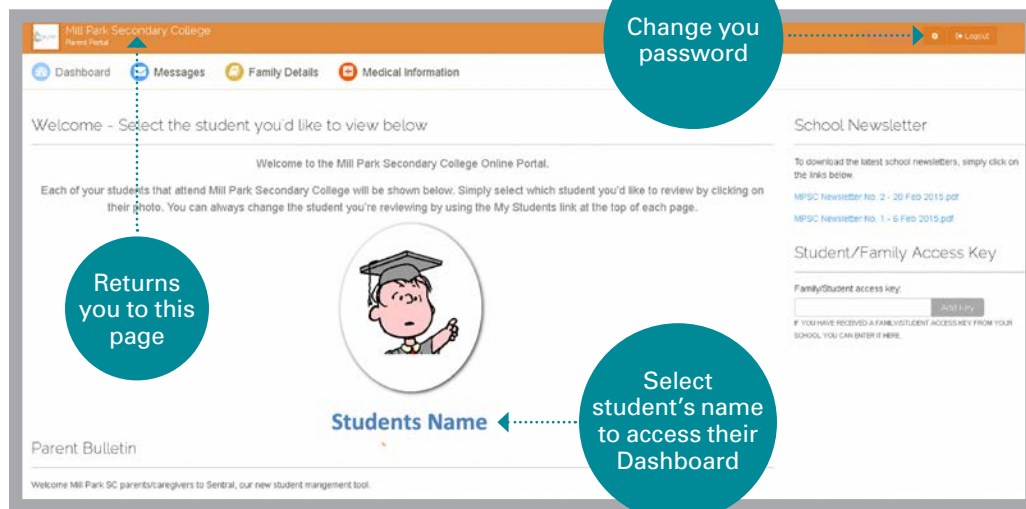 Mill Park Secondary College
Parent Portal
Change you
password
Logout
Dashboard
Messages
Family Details
Medical Information
Welcome - Select the student you'd like to view below
Welcome to the Mill Park Secondary College Online Portal.
Each of your students that attend Mill Park Secondary College will be shown below. Simply select which student you'd like to review by clicking on
their photo. You can always change the student you're reviewing by using the My Students link at the top of each page.
Returns
you to this
page
Students Name
Select
student's name
to access their
Dashboard
Parent Bulletin
Welcome Mill Park SC parents/caregivers to Sentral, our new student mangement tool.
School Newsletter
To download the latest school newsletters, simply click on
the links below.
MPSC Newsletter No. 2 - 20 Feb 2015.pdf
MPSC Newsletter No. 1 - 6 Feb 2015.pdf
Student/Family Access Key
Family/Student access key:
Add Key
IF YOU HAVE RECEIVED A FAMILY/STUDENT ACCESS KEY FROM YOUR
SCHOOL, YOU CAN ENTER IT HERE.